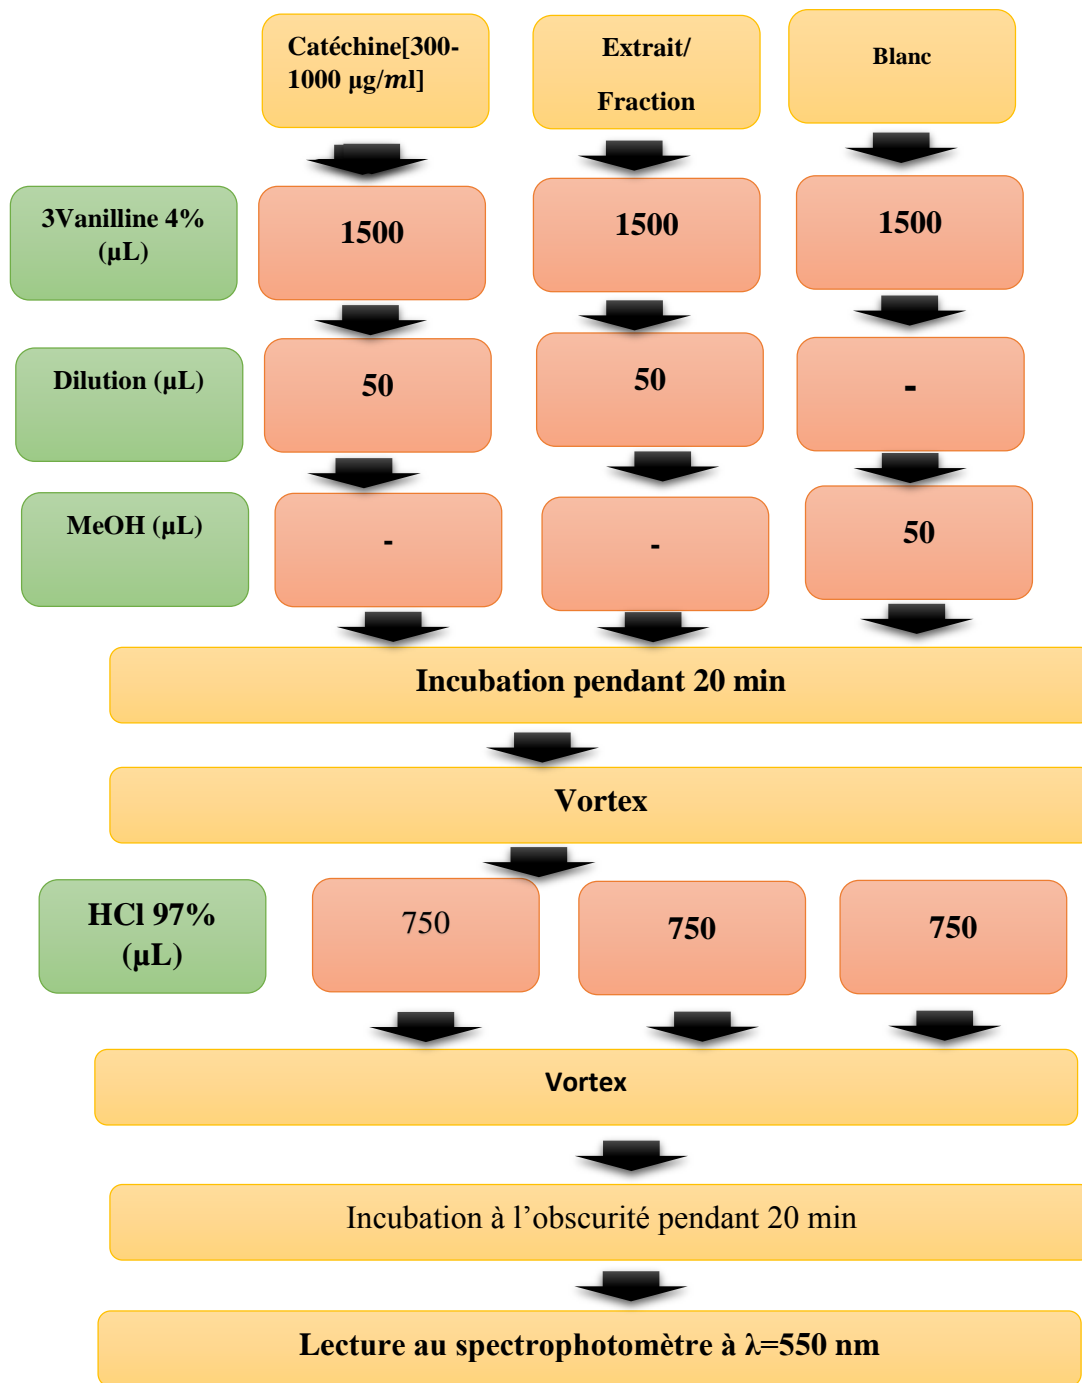 Catéchine[300-
1000 µg/ml]
Extrait/
Fraction
Blanc
3Vanilline 4%
(µL)
1500
1500
1500
Dilution (µL)
50
50
-
MeOH (µL)
-
-
50
Incubation pendant 20 min
Vortex
HCl 97%
(µL)
750
750
750
Vortex
Incubation à l’obscurité pendant 20 min
Lecture au spectrophotomètre à λ=550 nm